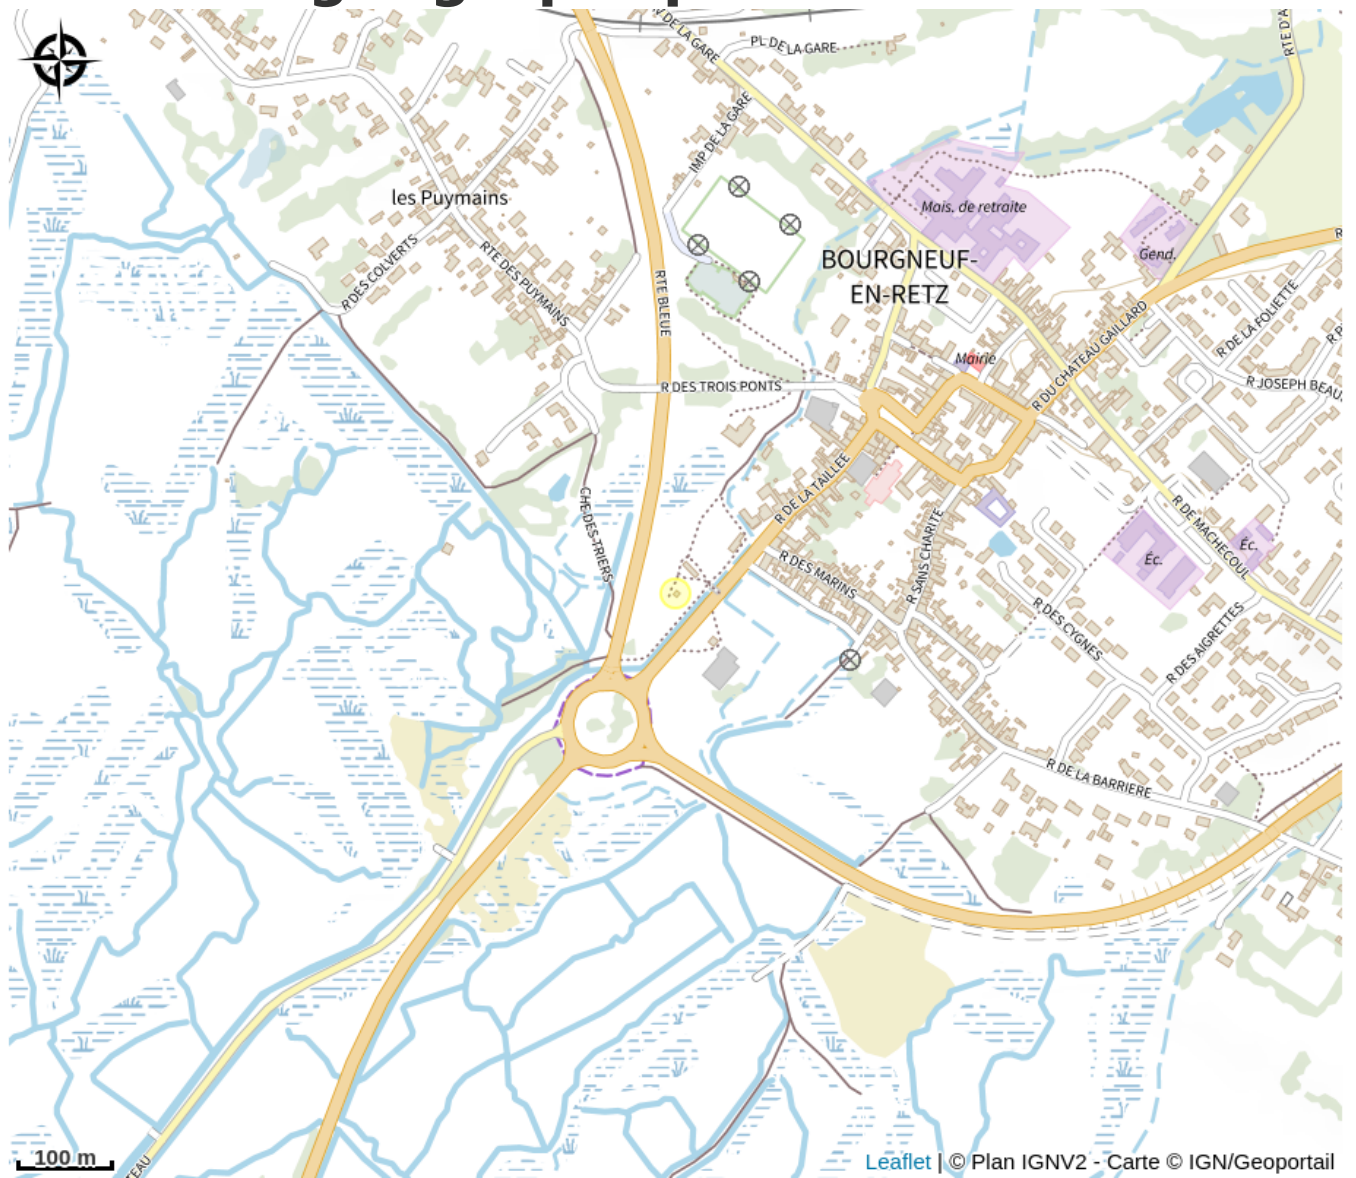 V DE LA GARE
PL DE LA GARE
RTE D'A
IMP DE LA GARE
les Puymains
Mais. de retraite
R DES COLVERTS
RTE DES PUYMAINS
BOURGNEUF-
EN-RETZ
Gend.
R
RTE BLEUE
R DE LA FOLIETTE
R DU CHATEAU GAILLARD
Mairie
R DES TROIS PONTS
R JOSEPH BEAU
R DE LA TAILLEE
CHE DES TRIERS
R DE MACHECOUL
R SANS CHARITE
Éc.
Éc.
R DES MARINS
R DES CYGNES
R DES AIGRETTES
R DE LA BARRIERE
100 m
TEAU
Leaflet | © Plan IGNV2 - Carte © IGN/Geoportail